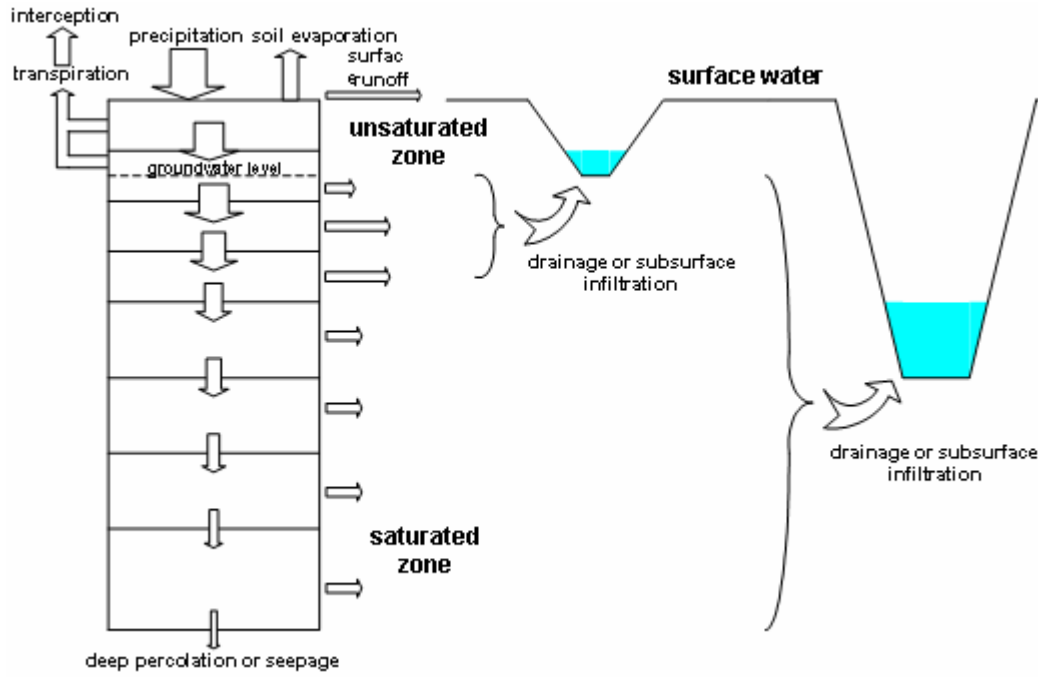 interception
precipitation soil evaporation
surfac
e runoff
transpiration
surface water
unsaturated
zone
groundwater level
drainage or subsurface
infiltration
drainage or subsurface
infiltration
saturated
zone
deep percolation or seepage